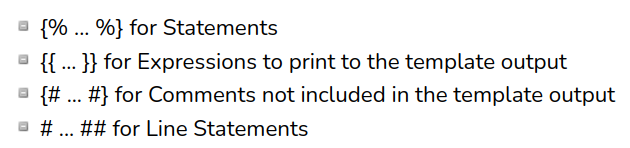 {% ... %} for Statements
{{ ... }} for Expressions to print to the template output
{# ... #} for Comments not included in the template output
# ... ## for Line Statements